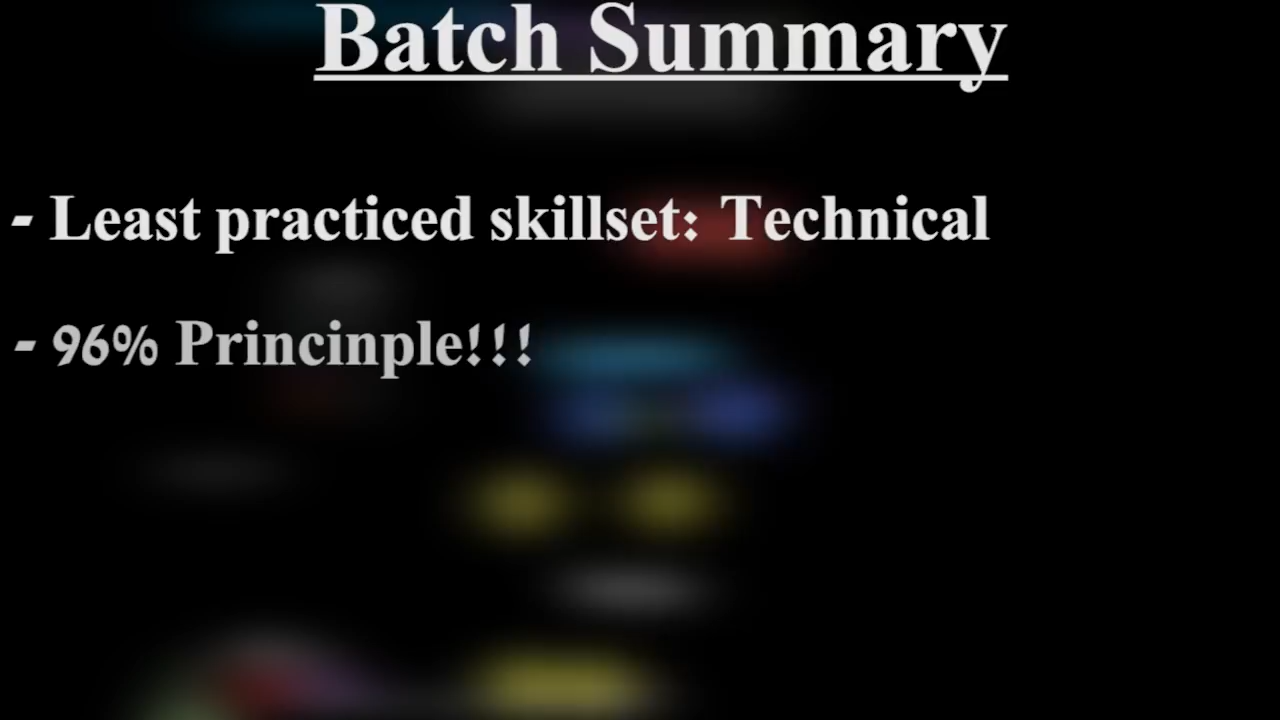 Batch Summary
- Least practiced skillset: Technical
- 96% Princinple!!!